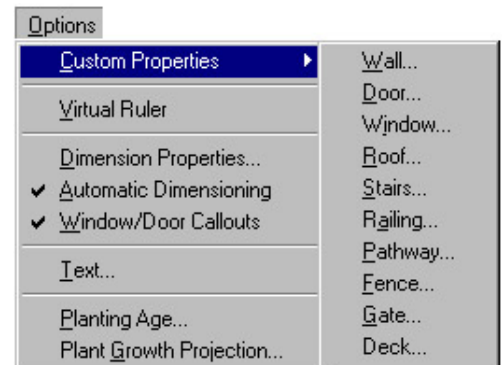 Options
Custom Properties
Virtual Ruler
Dimension Properties...
Automatic Dimensioning
Window/Door Callouts
Text...
Planting Age...
Plant Growth Projection...
Wall...
Door...
Window...
Roof...
Stairs...
Railing...
Pathway...
Fence...
Gate...
Deck...